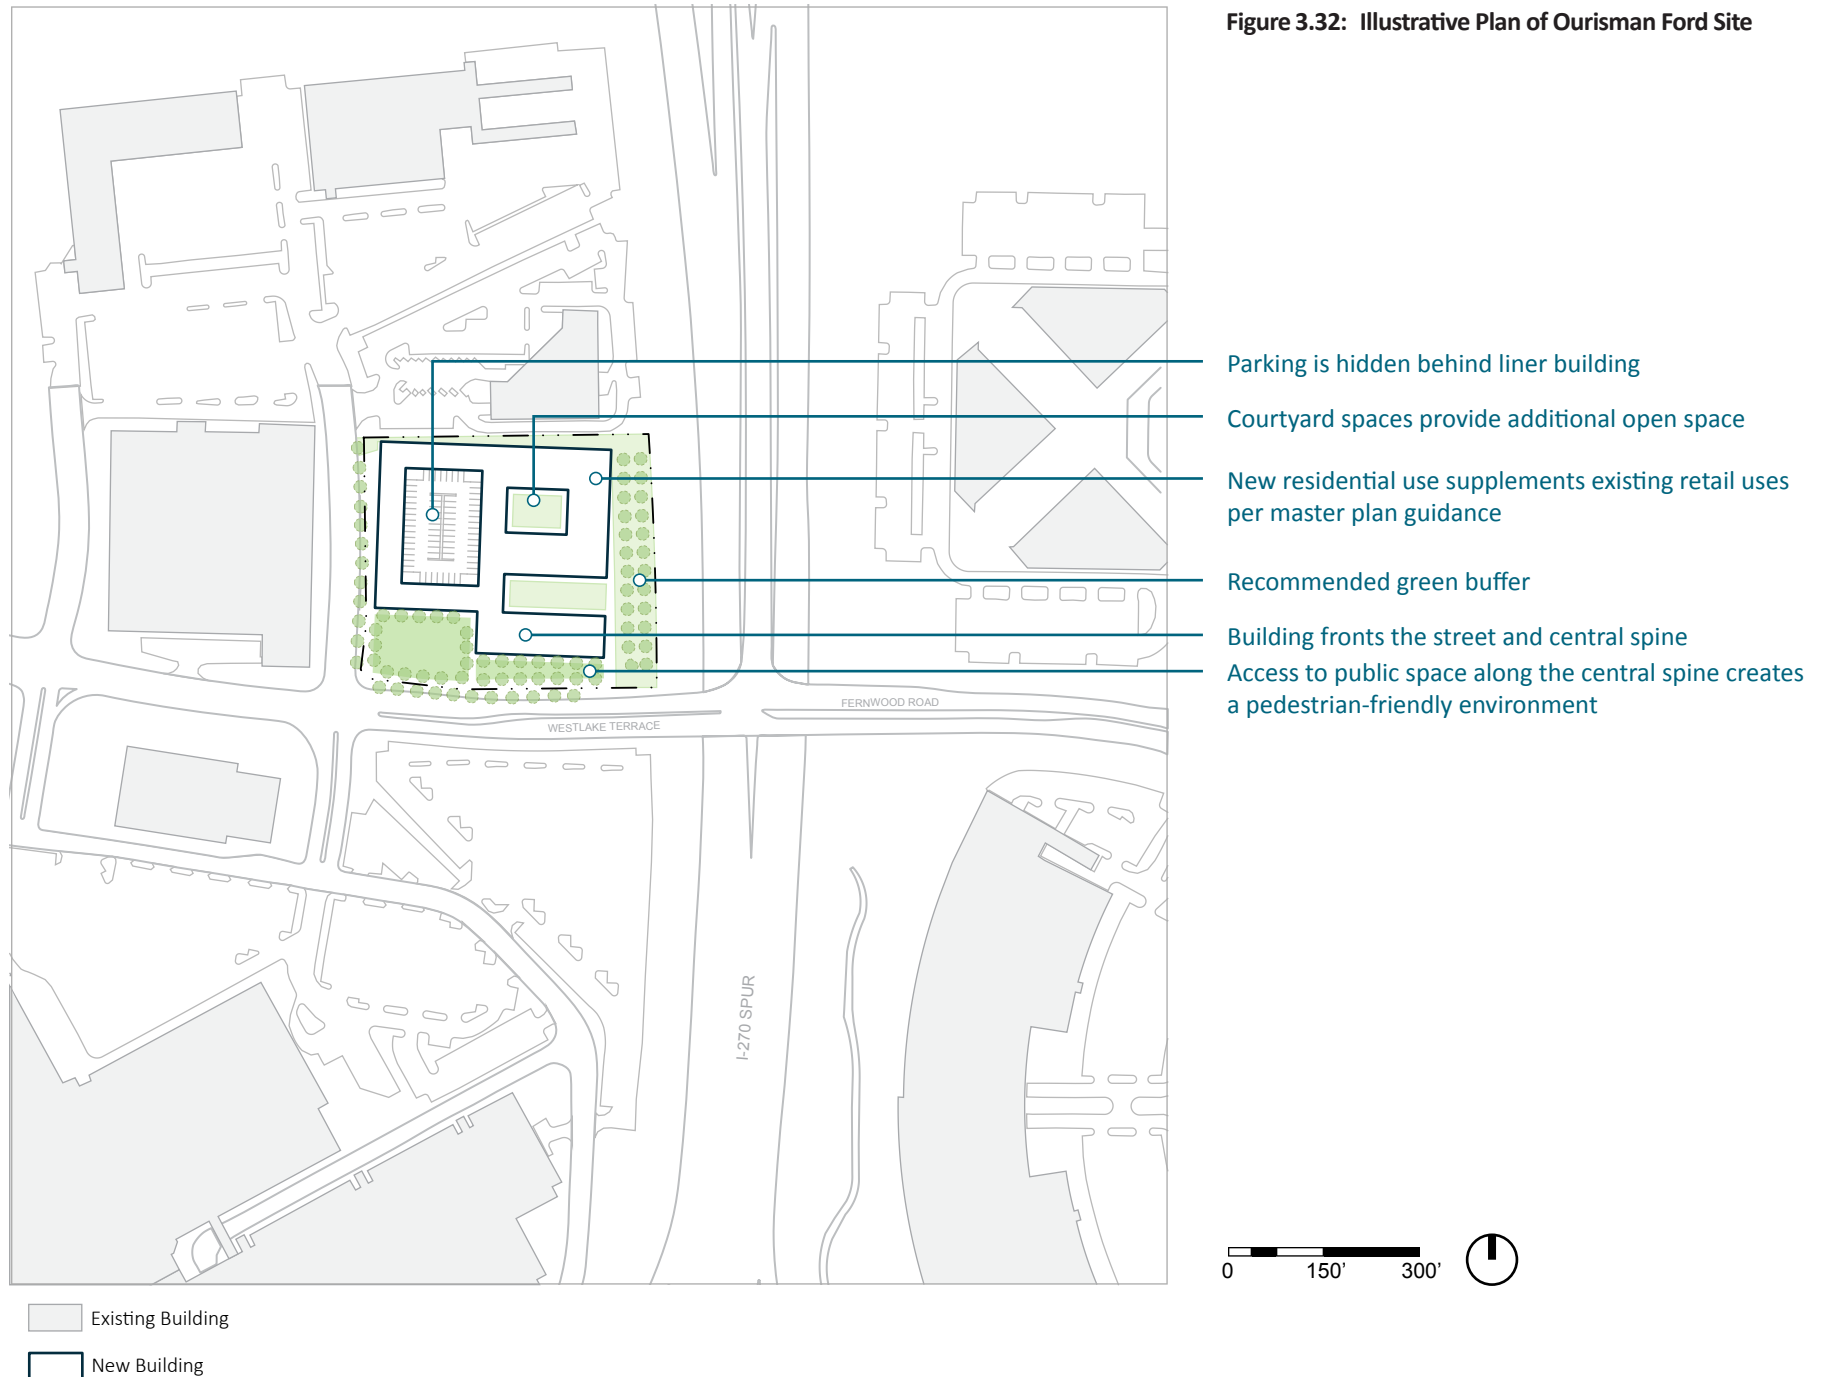 Figure 3.32: Illustrative Plan of Ourisman Ford Site
Parking is hidden behind liner building
Courtyard spaces provide additional open space
New residential use supplements existing retail uses
per master plan guidance
Recommended green buffer
Building fronts the street and central spine
Access to public space along the central spine creates
a pedestrian-friendly environment
FERNWOOD ROAD
WESTLAKE TERRACE
I-270 SPUR
0 150' 300'
Existing Building
New Building